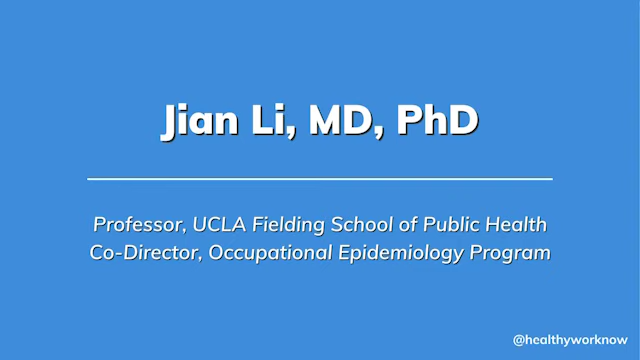 Jian Li, MD, PhD
Professor, UCLA Fielding School of Public Health
Co-Director, Occupational Epidemiology Program
@healthyworknow